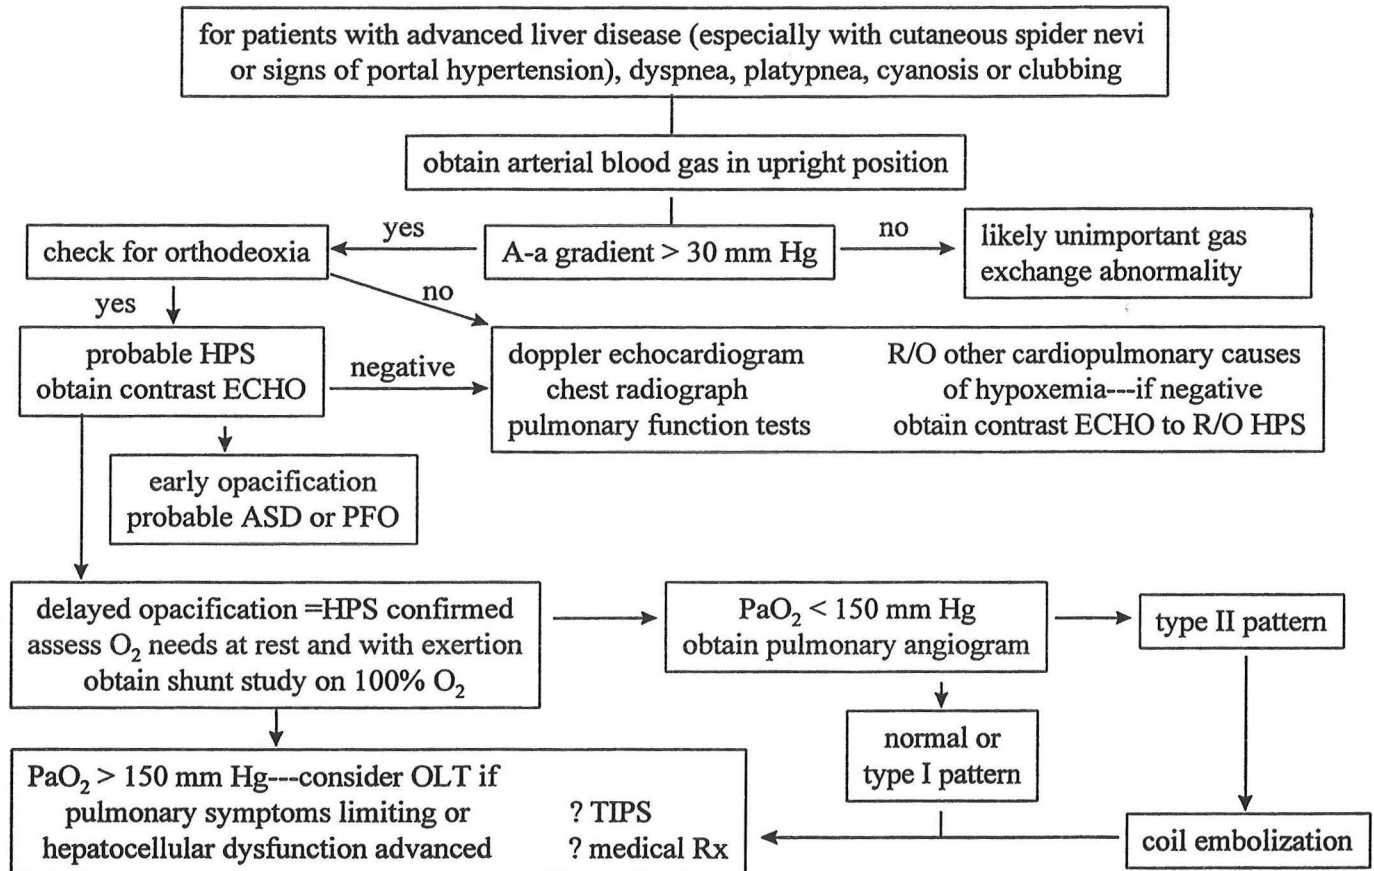 for patients with advanced liver disease (especially with cutaneous spider nevi
or signs of portal hypertension), dyspnea, platypnea, cyanosis or clubbing
obtain arterial blood gas in upright position
check for orthodeoxia
yes
A-a gradient > 30 mm Hg
no
likely unimportant gas
exchange abnormality
yes
no
probable HPS
obtain contrast ECHO
negative
doppler echocardiogram
chest radiograph
pulmonary function tests
R/O other cardiopulmonary causes
of hypoxemia---if negative
obtain contrast ECHO to R/O HPS
early opacification
probable ASD or PFO
delayed opacification =HPS confirmed
assess O₂ needs at rest and with exertion
obtain shunt study on 100% O₂
PaO₂ < 150 mm Hg
obtain pulmonary angiogram
type II pattern
normal or
type I pattern
PaO₂ > 150 mm Hg---consider OLT if
pulmonary symptoms limiting or
hepatocellular dysfunction advanced
? TIPS
? medical Rx
coil embolization